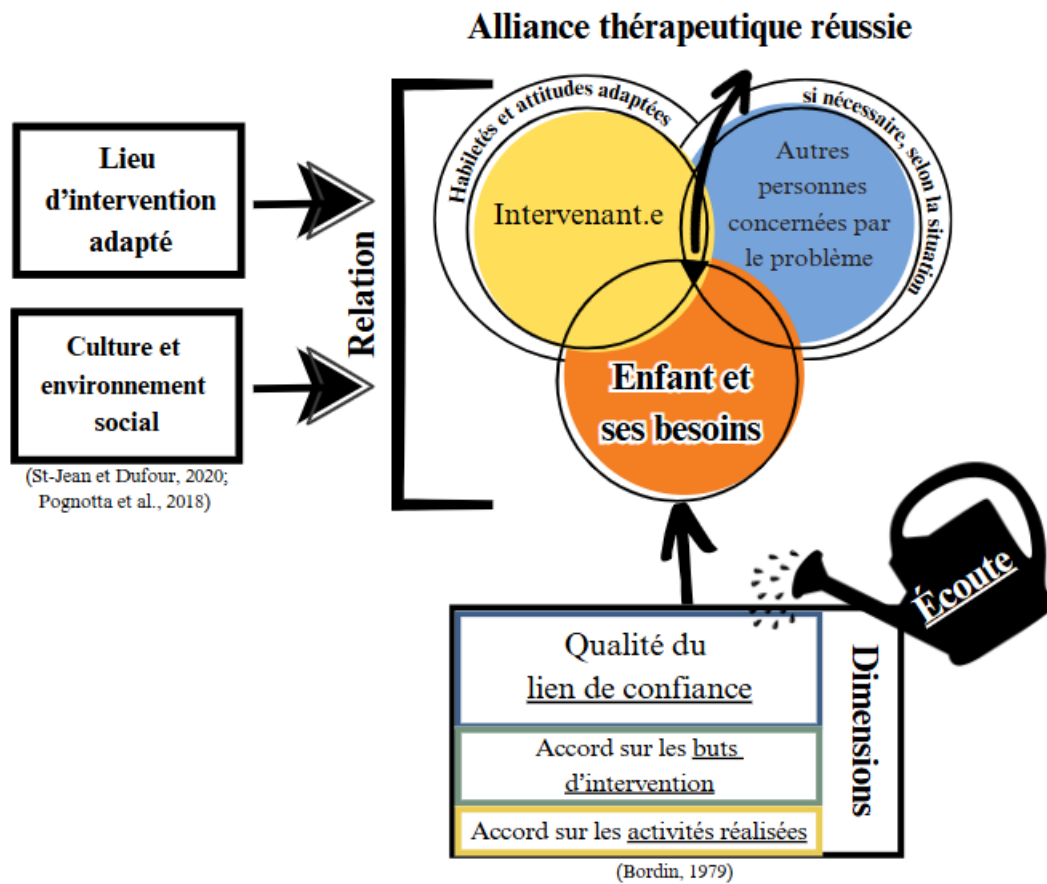 Alliance thérapeutique réussie
Lieu
d'intervention
adapté
Culture et
environnement
social
(St-Jean et Dufour, 2020;
Pognotta et al., 2018)
Relation
Habiletés et attitudes adaptées
Intervenant.e
si nécessaire, selon la situation
Autres
personnes
concernées par
le problème
Enfant et
ses besoins
Écoute
Qualité du
lien de confiance
Accord sur les buts
d'intervention
Accord sur les activités réalisées
Dimensions
(Bordin, 1979)